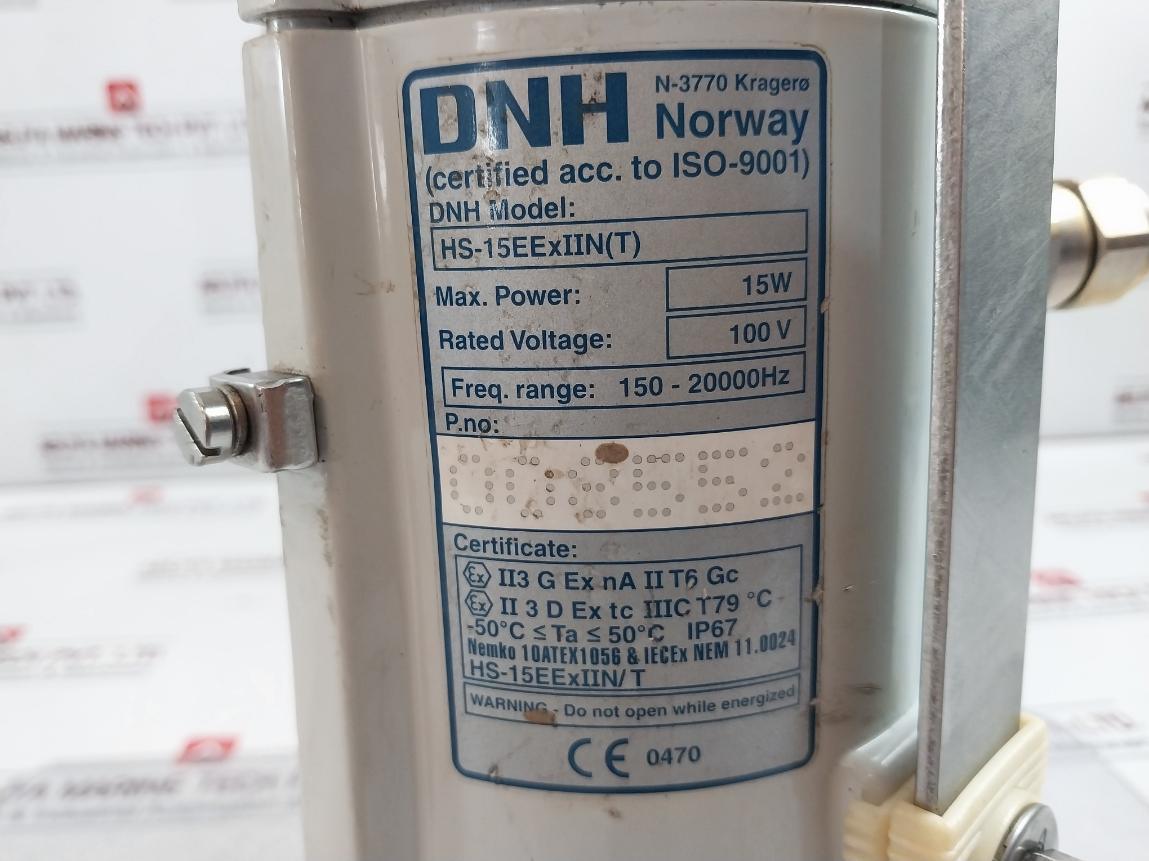 DNH N-3770 Kragerø
Norway
(certified acc. to ISO-9001)
DNH Model:
HS-15EExIIN(T)
Max. Power: 15W
Rated Voltage: 100 V
Freq. range: 150 - 20000Hz
P.no:
Certificate:
Ex II3 G Ex nA II T6 Gc
Ex II 3 D Ex tc IIIC T79 °C
-50°C ≤ Ta ≤ 50°C IP67
Nemko 10ATEX1056 & IECEx NEM 11.0024
HS-15EExIIN/T
WARNING - Do not open while energized
CE 0470